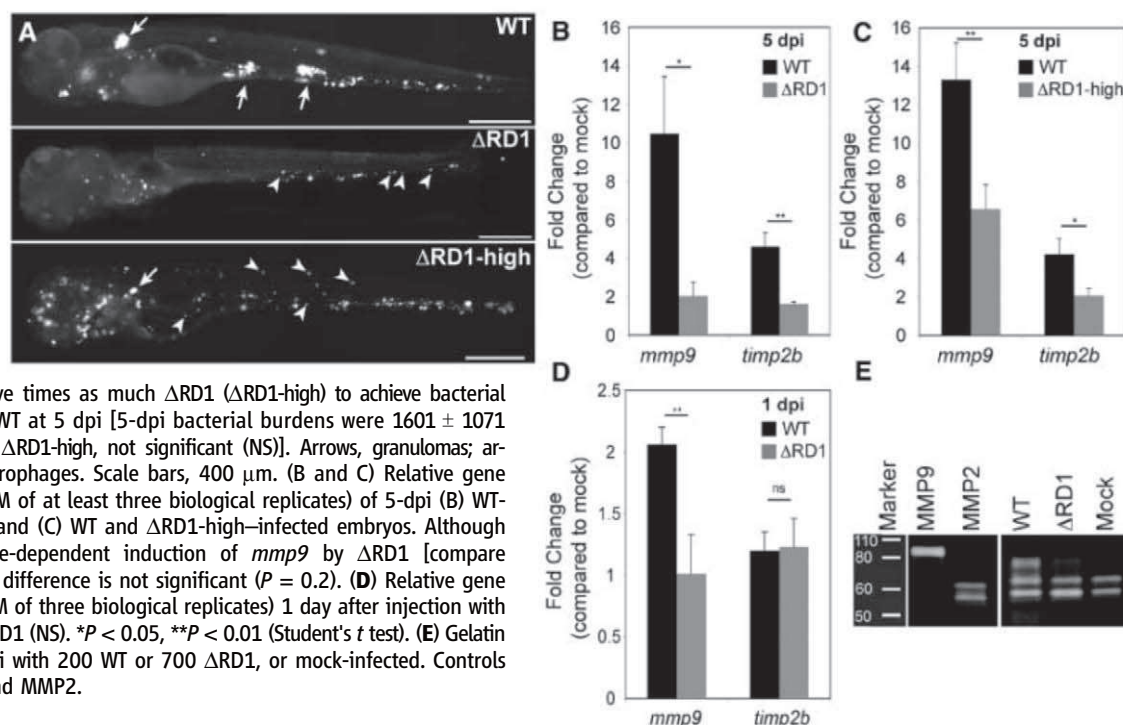 A
WT
ΔRD1
ΔRD1-high
B
16
14
12
10
8
6
4
2
0
Fold Change
(compared to mock)
5 dpi
WT
ΔRD1
*
**
mmp9
timp2b
C
16
14
12
10
8
6
4
2
0
Fold Change
(compared to mock)
5 dpi
WT
ΔRD1-high
**
*
mmp9
timp2b
ve times as much ΔRD1 (ΔRD1-high) to achieve bacterial
WT at 5 dpi [5-dpi bacterial burdens were 1601 ± 1071
ΔRD1-high, not significant (NS)]. Arrows, granulomas; ar-
rophages. Scale bars, 400 μm. (B and C) Relative gene
M of at least three biological replicates) of 5-dpi (B) WT-
and (C) WT and ΔRD1-high–infected embryos. Although
e-dependent induction of mmp9 by ΔRD1 [compare
difference is not significant (P = 0.2). (D) Relative gene
M of three biological replicates) 1 day after injection with
D1 (NS). *P < 0.05, **P < 0.01 (Student's t test). (E) Gelatin
i with 200 WT or 700 ΔRD1, or mock-infected. Controls
nd MMP2.
D
2.5
2
1.5
1
0.5
0
Fold Change
(compared to mock)
1 dpi
WT
ΔRD1
**
ns
mmp9
timp2b
E
Marker
MMP9
MMP2
WT
ΔRD1
Mock
110
80
60
50